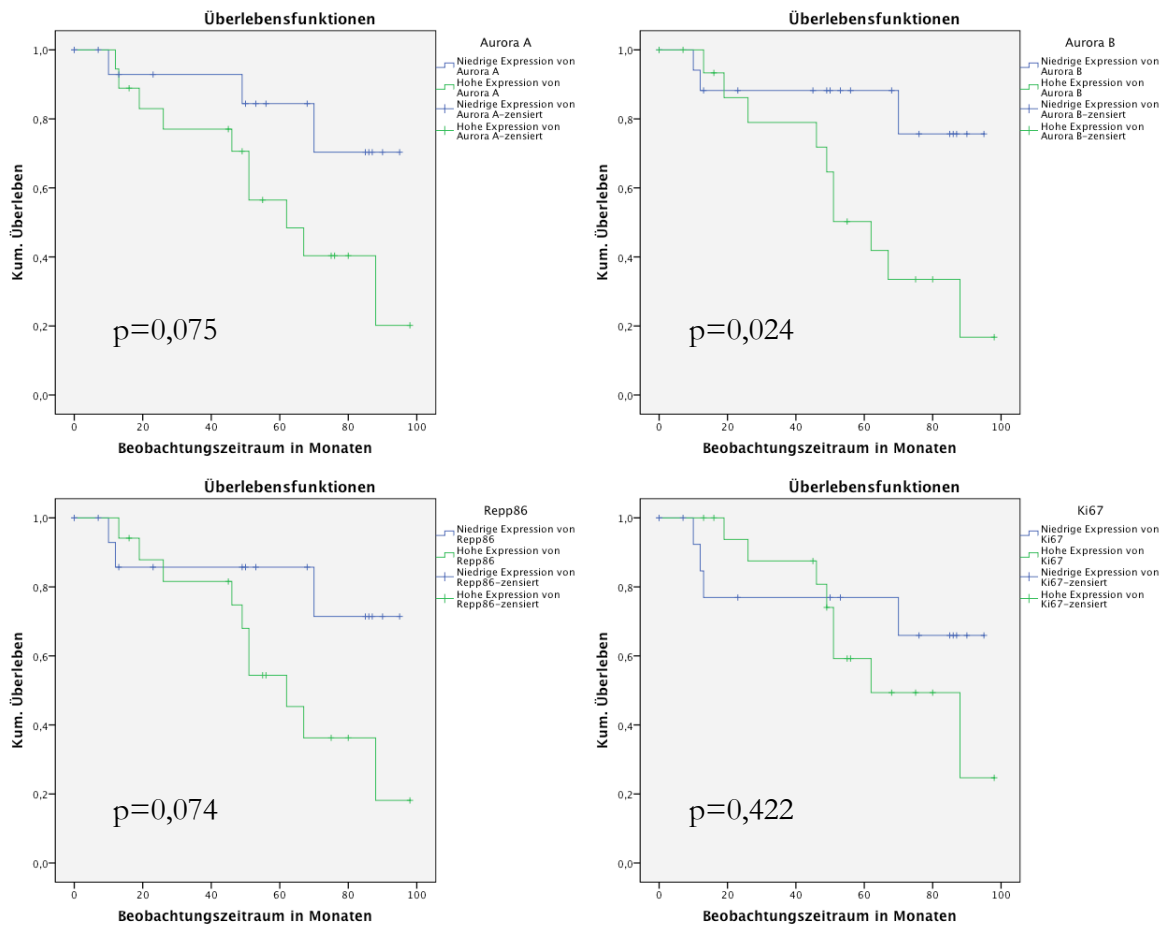 Überlebensfunktionen
Aurora A
Niedrige Expression von
Aurora A
Hohe Expression von
Aurora A
Niedrige Expression von
Aurora A-zensiert
Hohe Expression von
Aurora A-zensiert
Kum. Überleben
1,0
0,8
0,6
0,4
0,2
0,0
p=0,075
0 20 40 60 80 100
Beobachtungszeitraum in Monaten
Überlebensfunktionen
Aurora B
Niedrige Expression von
Aurora B
Hohe Expression von
Aurora B
Niedrige Expression von
Aurora B-zensiert
Hohe Expression von
Aurora B-zensiert
Kum. Überleben
1,0
0,8
0,6
0,4
0,2
0,0
p=0,024
0 20 40 60 80 100
Beobachtungszeitraum in Monaten
Überlebensfunktionen
Repp86
Niedrige Expression von
Repp86
Hohe Expression von
Repp86
Niedrige Expression von
Repp86-zensiert
Hohe Expression von
Repp86-zensiert
Kum. Überleben
1,0
0,8
0,6
0,4
0,2
0,0
p=0,074
0 20 40 60 80 100
Beobachtungszeitraum in Monaten
Überlebensfunktionen
Ki67
Niedrige Expression von
Ki67
Hohe Expression von
Ki67
Niedrige Expression von
Ki67-zensiert
Hohe Expression von
Ki67-zensiert
Kum. Überleben
1,0
0,8
0,6
0,4
0,2
0,0
p=0,422
0 20 40 60 80 100
Beobachtungszeitraum in Monaten